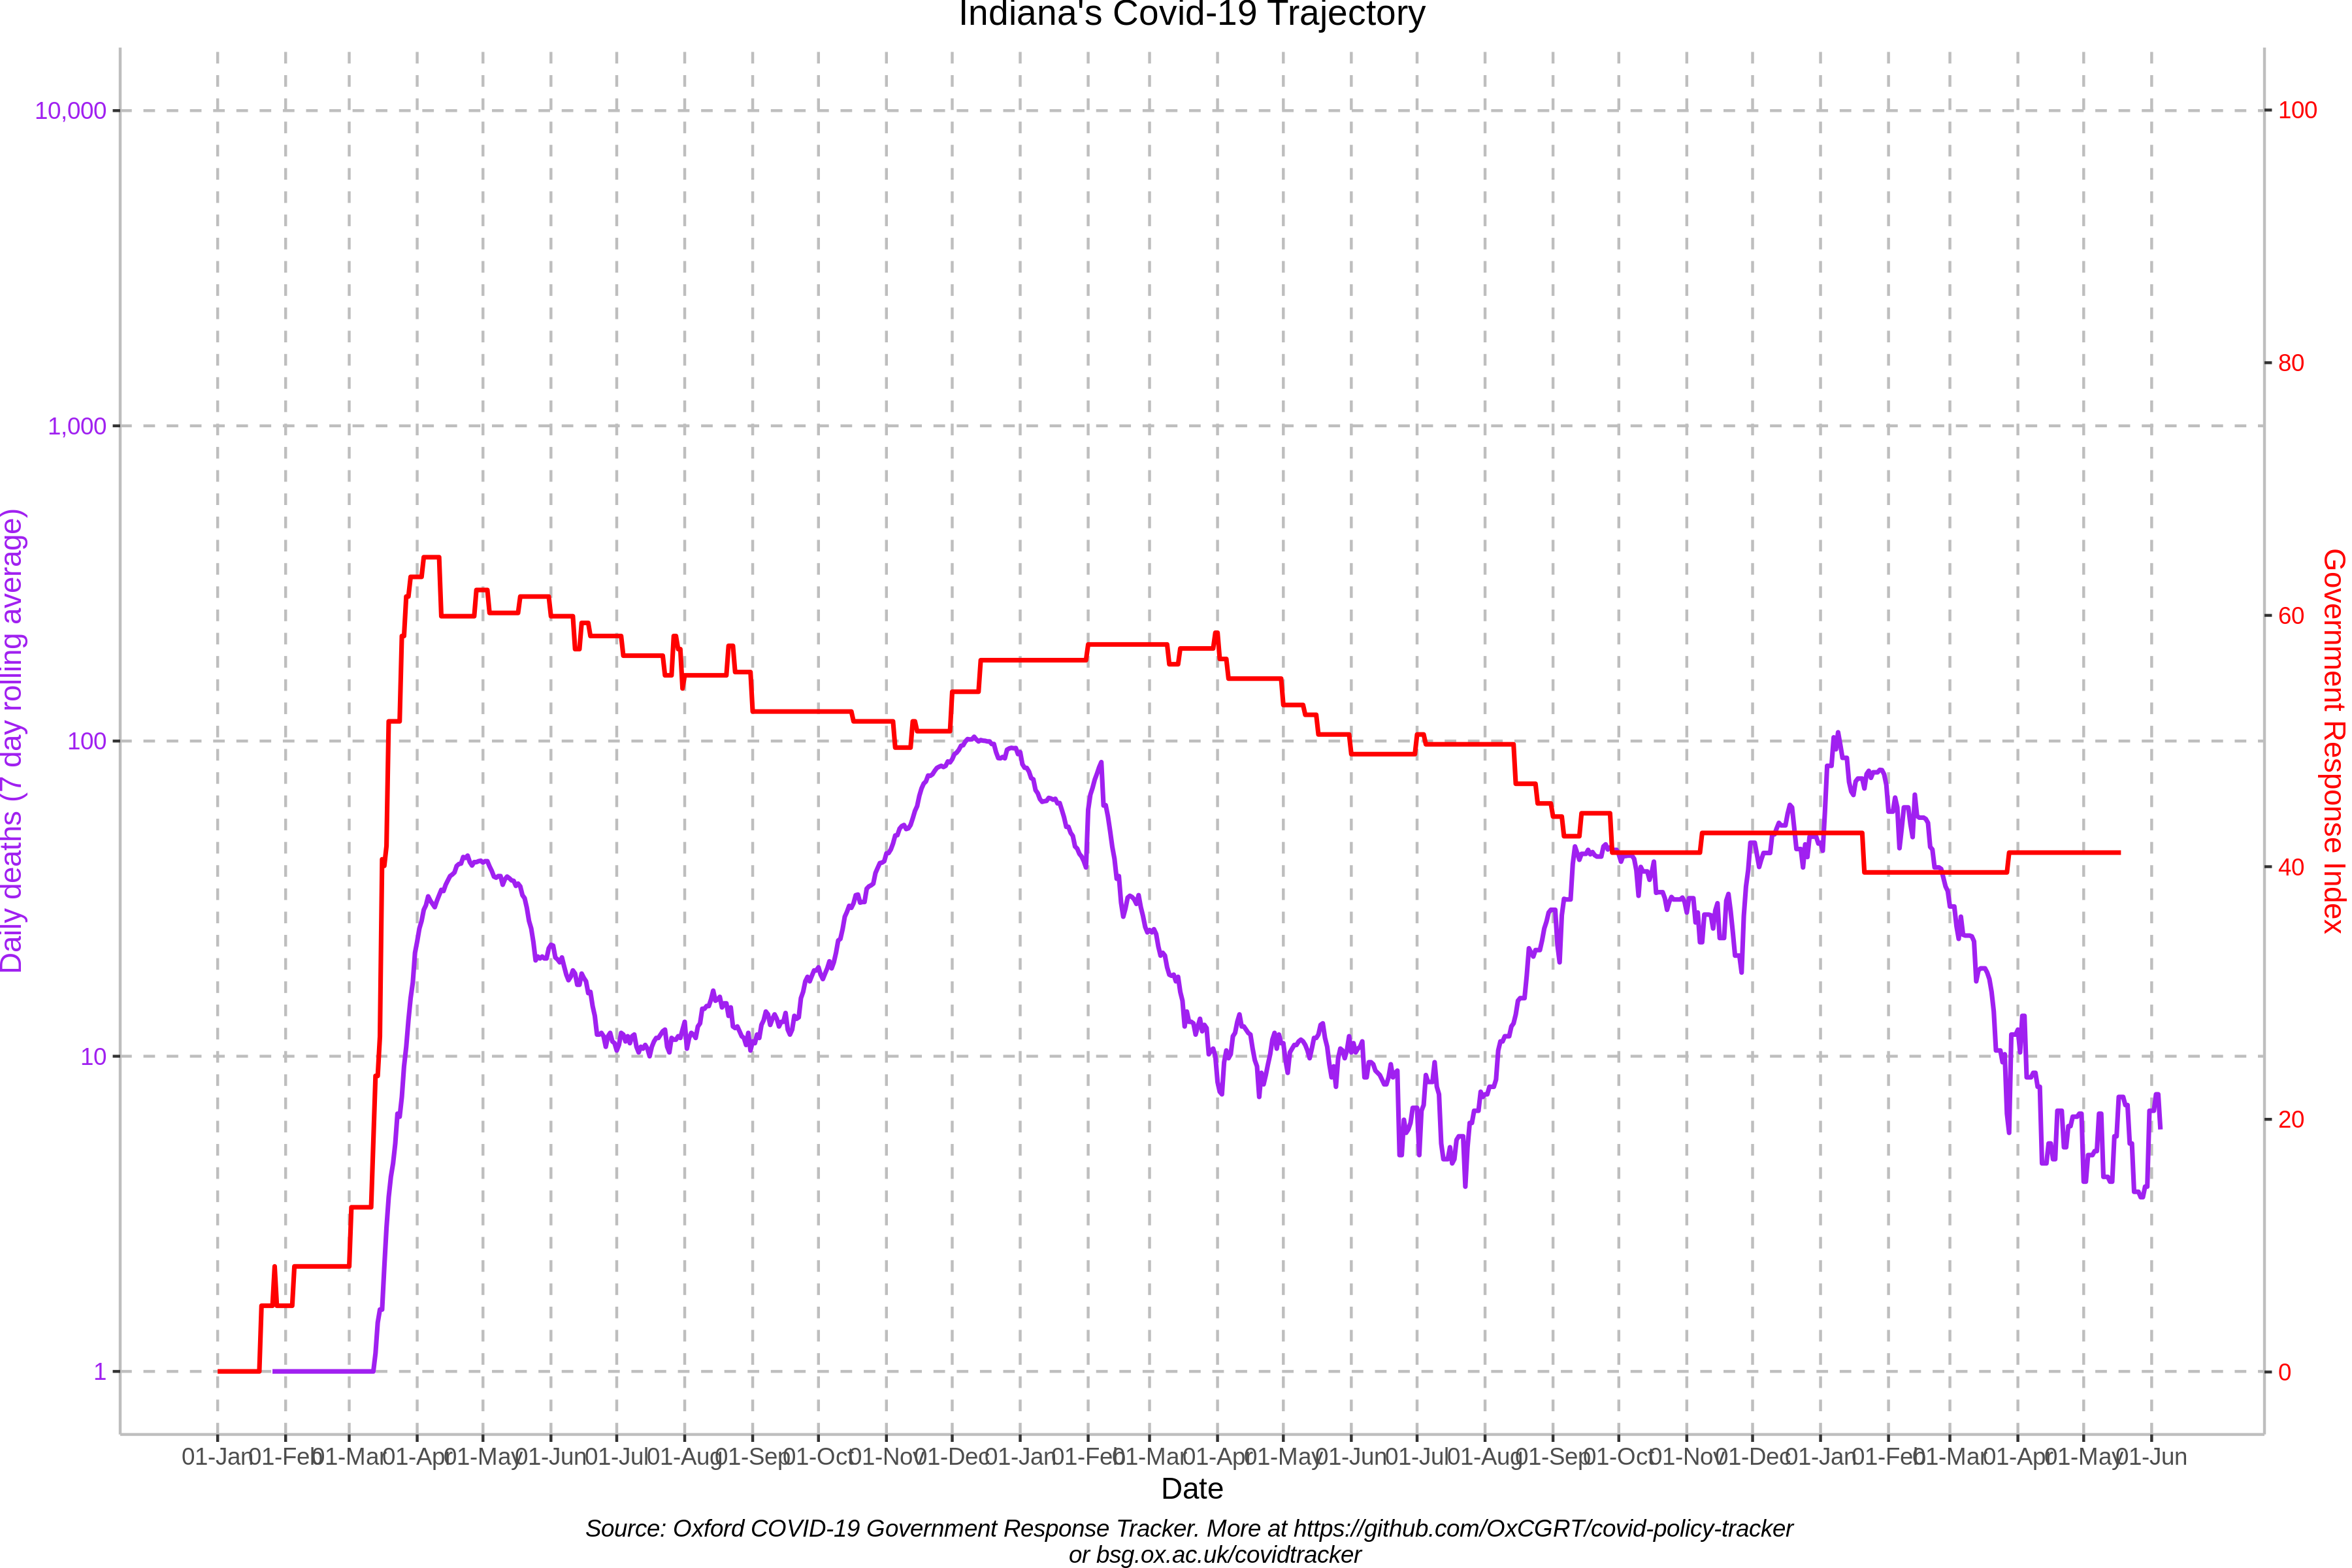 Indiana's Covid-19 Trajectory
10,000
1,000
100
10
1
Daily deaths (7 day rolling average)
100
80
60
40
20
0
Government Response Index
01-Jan 01-Feb 01-Mar 01-Apr 01-May 01-Jun 01-Jul 01-Aug 01-Sep 01-Oct 01-Nov 01-Dec 01-Jan 01-Feb 01-Mar 01-Apr 01-May 01-Jun 01-Jul 01-Aug 01-Sep 01-Oct 01-Nov 01-Dec 01-Jan 01-Feb 01-Mar 01-Apr 01-May 01-Jun
Date
Source: Oxford COVID-19 Government Response Tracker. More at https://github.com/OxCGRT/covid-policy-tracker
or bsg.ox.ac.uk/covidtracker